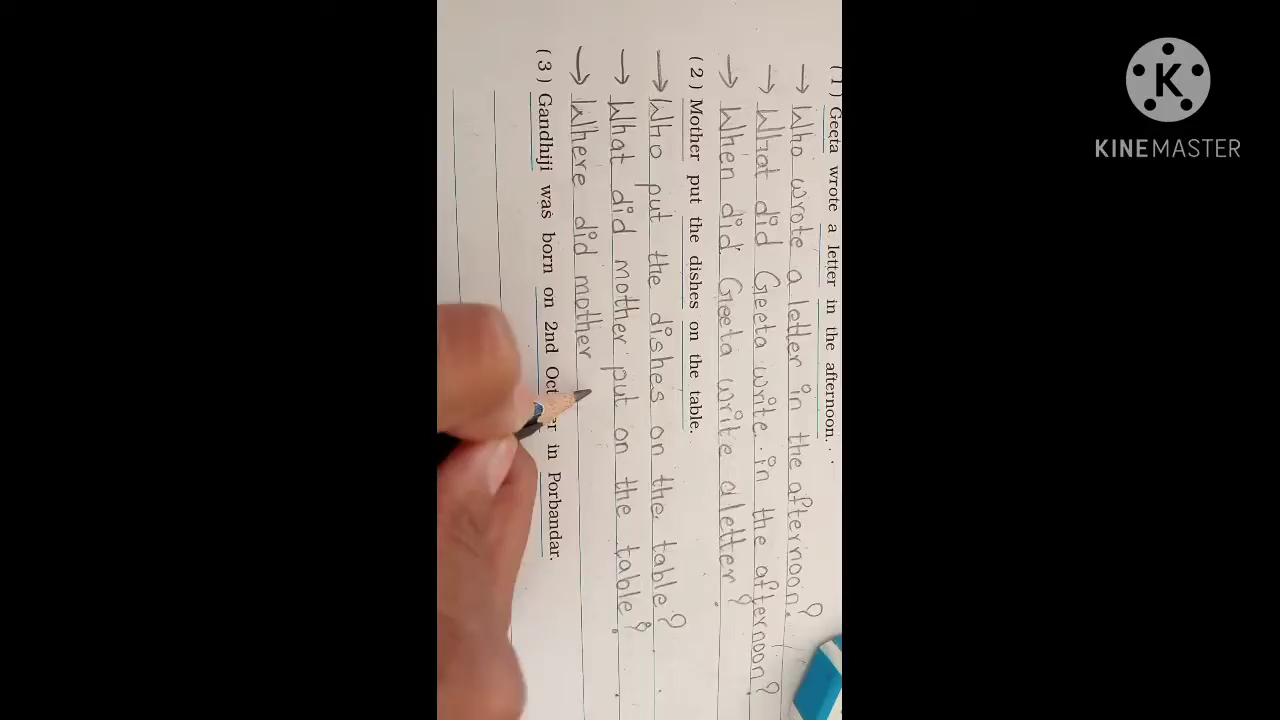 (1) Geeta wrote a letter in the afternoon.
→ Who wrote a letter in the afternoon?
→ What did Geeta write in the afternoon?
→ When did Geeta write a letter?
(2) Mother put the dishes on the table.
→ Who put the dishes on the table?
→ What did mother put on the table?
→ Where did mother
(3) Gandhiji was born on 2nd Oct er in Porbandar.
K
KINEMASTER